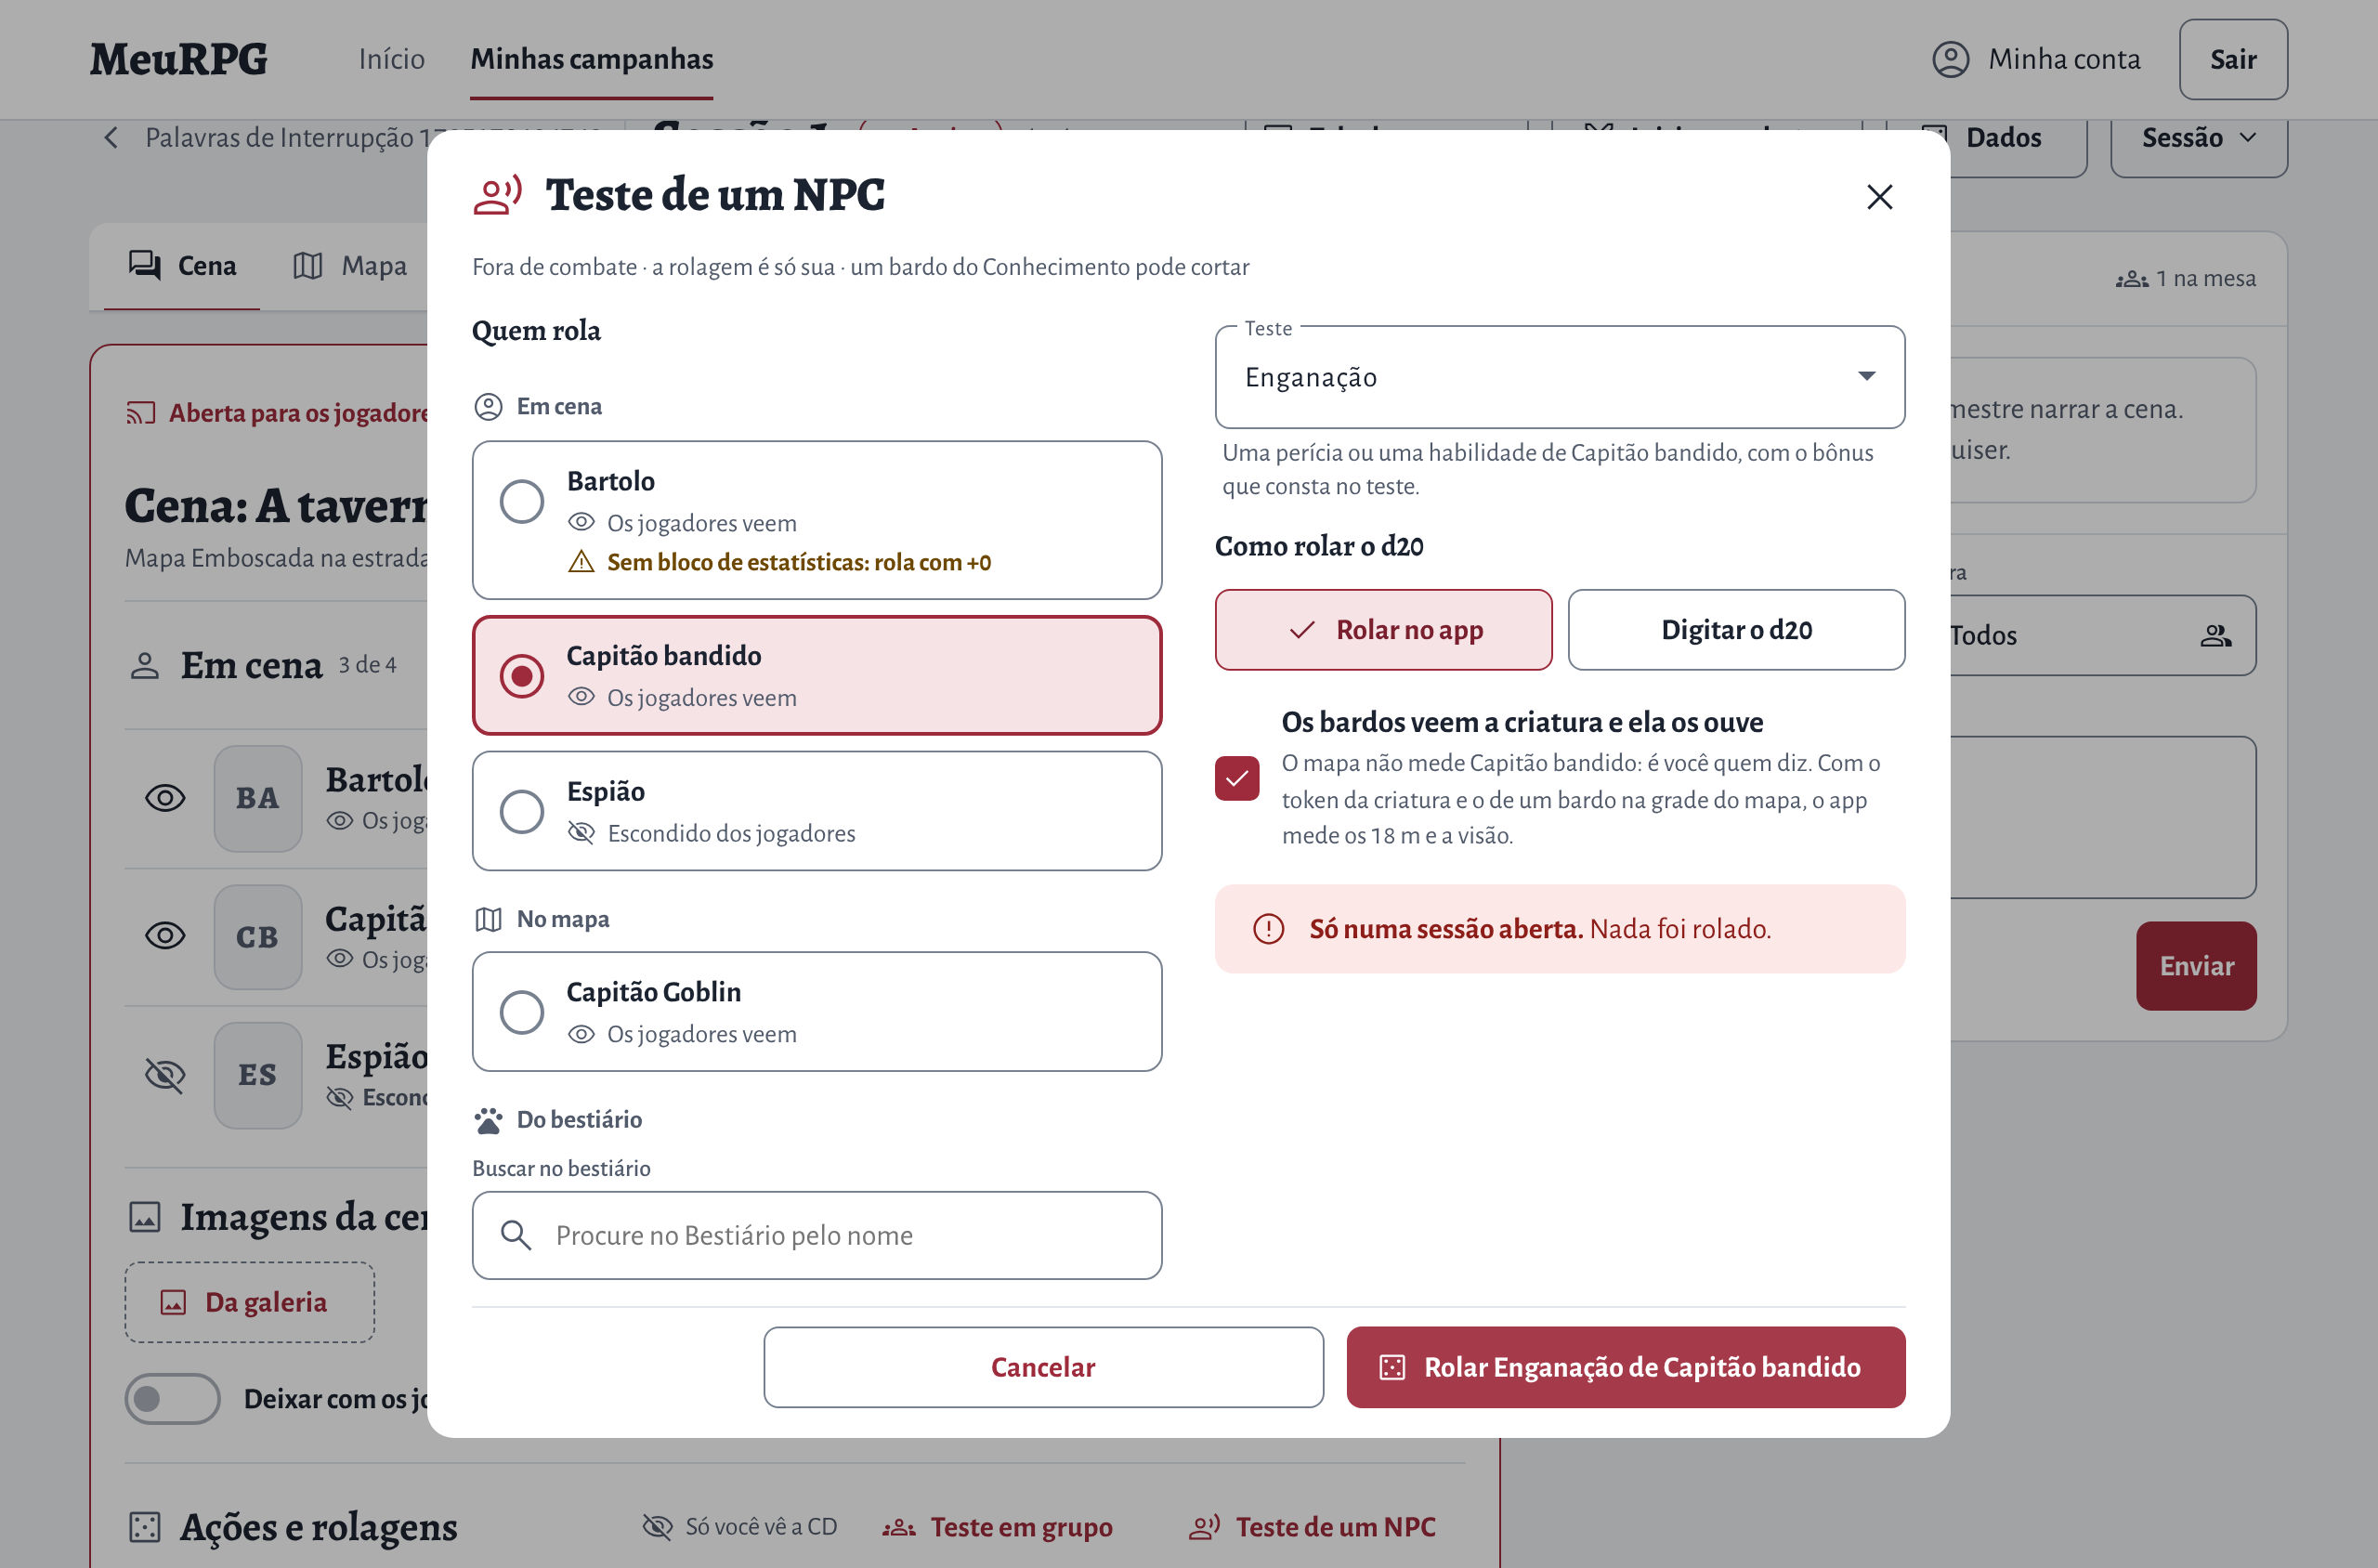 MeuRPG
Início
Minhas campanhas
Minha conta
Sair
Palavras de Interrupção
Dados
Sessão
Cena
Mapa
1 na mesa
Aberta para os
Cena: A
Mapa Emboscada na estrada
Em cena
3 de 4
BA
Os
CB
Os
ES
Espião
Imagens da
Da galeria
Deixar com os
Ações e rolagens
Só você vê a CD
Teste em grupo
Teste de um NPC
Teste de um NPC
Fora de combate · a rolagem é só sua · um bardo do Conhecimento pode cortar
Quem rola
Em cena
Bartolo
Os jogadores veem
Sem bloco de estatísticas: rola com +0
Capitão bandido
Os jogadores veem
Espião
Escondido dos jogadores
No mapa
Capitão Goblin
Os jogadores veem
Do bestiário
Buscar no bestiário
Procure no Bestiário pelo nome
Teste
Enganação
Uma perícia ou uma habilidade de Capitão bandido, com o bônus
que consta no teste.
Como rolar o d20
Rolar no app
Digitar o d20
Os bardos veem a criatura e ela os ouve
O mapa não mede Capitão bandido: é você quem diz. Com o
token da criatura e o de um bardo na grade do mapa, o app
mede os 18 m e a visão.
Só numa sessão aberta. Nada foi rolado.
Cancelar
Rolar Enganação de Capitão bandido
mestre narrar a cena.
Todos
Enviar